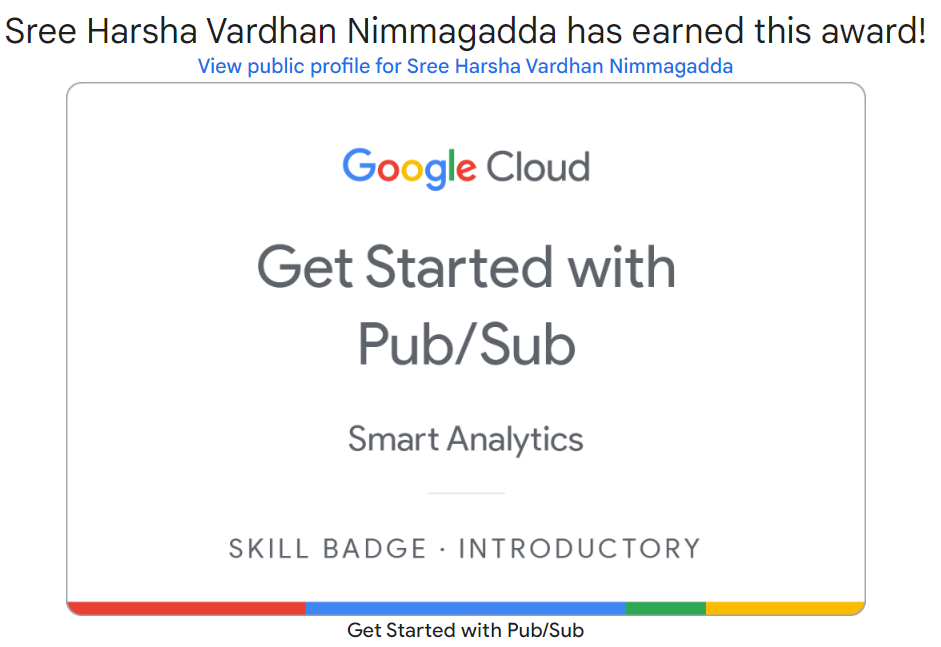 Sree Harsha Vardhan Nimmagadda has earned this award!
View public profile for Sree Harsha Vardhan Nimmagadda
Google Cloud
Get Started with
Pub/Sub
Smart Analytics
SKILL BADGE · INTRODUCTORY
Get Started with Pub/Sub